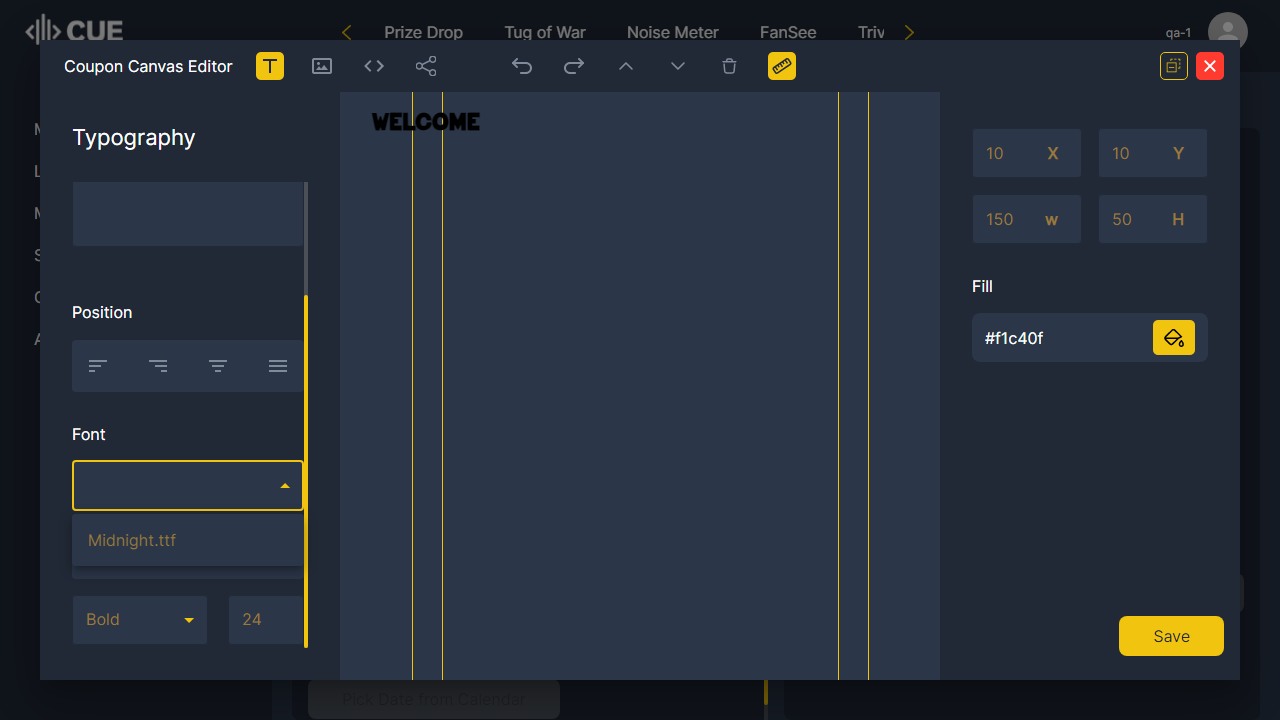 CUE
Prize Drop
Tug of War
Noise Meter
FanSee
Triv
qa-1
Coupon Canvas Editor
T
Typography
WELCOME
10 X
10 Y
150 w
50 H
Position
Fill
#f1c40f
Font
Midnight.ttf
Bold
24
Save
Pick Date from Calendar